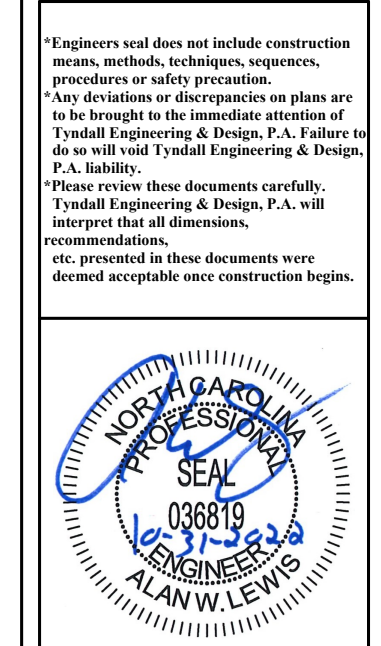 *Engineers seal does not include construction
means, methods, techniques, sequences,
procedures or safety precaution.
*Any deviations or discrepancies on plans are
to be brought to the immediate attention of
Tyndall Engineering & Design, P.A. Failure to
do so will void Tyndall Engineering & Design,
P.A. liability.
*Please review these documents carefully.
Tyndall Engineering & Design, P.A. will
interpret that all dimensions,
recommendations,
etc. presented in these documents were
deemed acceptable once construction begins.
NORTH CAROLINA
PROFESSIONAL
SEAL
036819
10-31-2022
ENGINEER
ALAN W. LEWIS